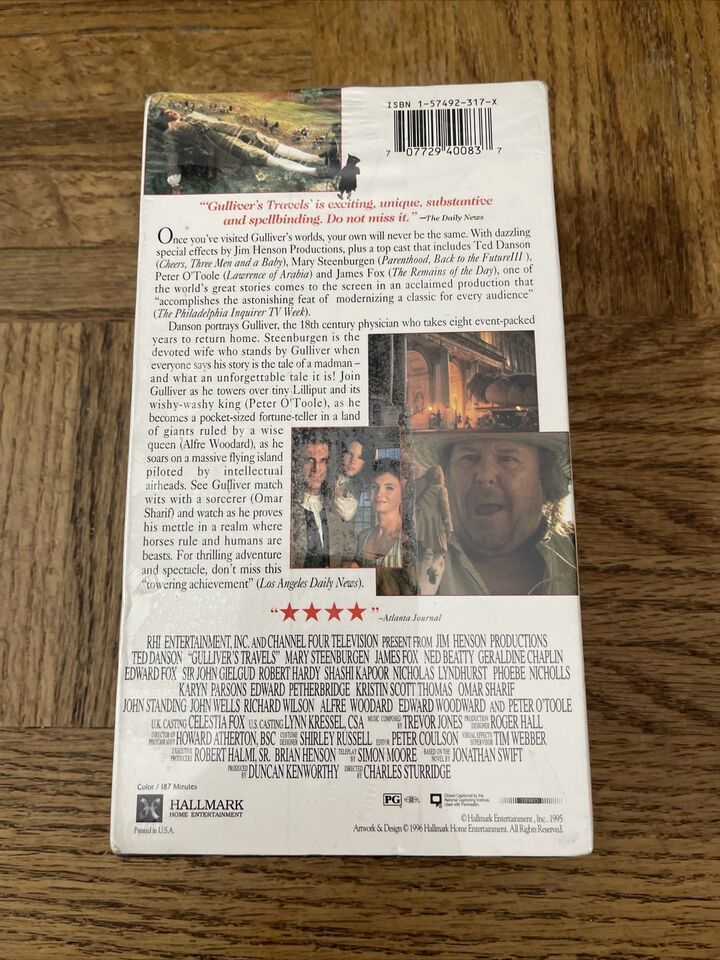 ISBN 1-57492-317-X
7 07729 40083 7
"'Gulliver's Travels' is exciting, unique, substantive
and spellbinding. Do not miss it." —The Daily News
Once you've visited Gulliver's worlds, your own will never be the same. With dazzling
special effects by Jim Henson Productions, plus a top cast that includes Ted Danson
(Cheers, Three Men and a Baby), Mary Steenburgen (Parenthood, Back to the FutureIII ),
Peter O'Toole (Lawrence of Arabia) and James Fox (The Remains of the Day), one of
the world's great stories comes to the screen in an acclaimed production that
"accomplishes the astonishing feat of modernizing a classic for every audience"
(The Philadelphia Inquirer TV Week).
Danson portrays Gulliver, the 18th century physician who takes eight event-packed
years to return home. Steenburgen is the
devoted wife who stands by Gulliver when
everyone says his story is the tale of a madman –
and what an unforgettable tale it is! Join
Gulliver as he towers over tiny Lilliput and its
wishy-washy king (Peter O'Toole), as he
becomes a pocket-sized fortune-teller in a land
of giants ruled by a wise
queen (Alfre Woodard), as he
soars on a massive flying island
piloted by intellectual
airheads. See Gulliver match
wits with a sorcerer (Omar
Sharif) and watch as he proves
his mettle in a realm where
horses rule and humans are
beasts. For thrilling adventure
and spectacle, don't miss this
"towering achievement" (Los Angeles Daily News).
"★★★★" –Atlanta Journal
RHI ENTERTAINMENT, INC. AND CHANNEL FOUR TELEVISION PRESENT FROM JIM HENSON PRODUCTIONS
TED DANSON "GULLIVER'S TRAVELS" MARY STEENBURGEN JAMES FOX NED BEATTY GERALDINE CHAPLIN
EDWARD FOX SIR JOHN GIELGUD ROBERT HARDY SHASHI KAPOOR NICHOLAS LYNDHURST PHOEBE NICHOLLS
KARYN PARSONS EDWARD PETHERBRIDGE KRISTIN SCOTT THOMAS OMAR SHARIF
JOHN STANDING JOHN WELLS RICHARD WILSON ALFRE WOODARD EDWARD WOODWARD AND PETER O'TOOLE
U.K. CASTING CELESTIA FOX U.S. CASTING LYNN KRESSEL, CSA MUSIC COMPOSED BY TREVOR JONES PRODUCTION DESIGNER ROGER HALL
DIRECTOR OF PHOTOGRAPHY HOWARD ATHERTON, BSC COSTUME DESIGNER SHIRLEY RUSSELL EDITOR PETER COULSON VISUAL EFFECTS SUPERVISOR TIM WEBBER
EXECUTIVE PRODUCERS ROBERT HALMI, SR. BRIAN HENSON TELEPLAY BY SIMON MOORE BASED ON THE NOVEL BY JONATHAN SWIFT
PRODUCED BY DUNCAN KENWORTHY DIRECTED BY CHARLES STURRIDGE
Color / 187 Minutes
HALLMARK
HOME ENTERTAINMENT
Printed in U.S.A.
PG
Closed Captioned by the
National Captioning Institute.
Used with Permission.
STEREO
© Hallmark Entertainment, Inc. 1995
Artwork & Design © 1996 Hallmark Home Entertainment. All Rights Reserved.